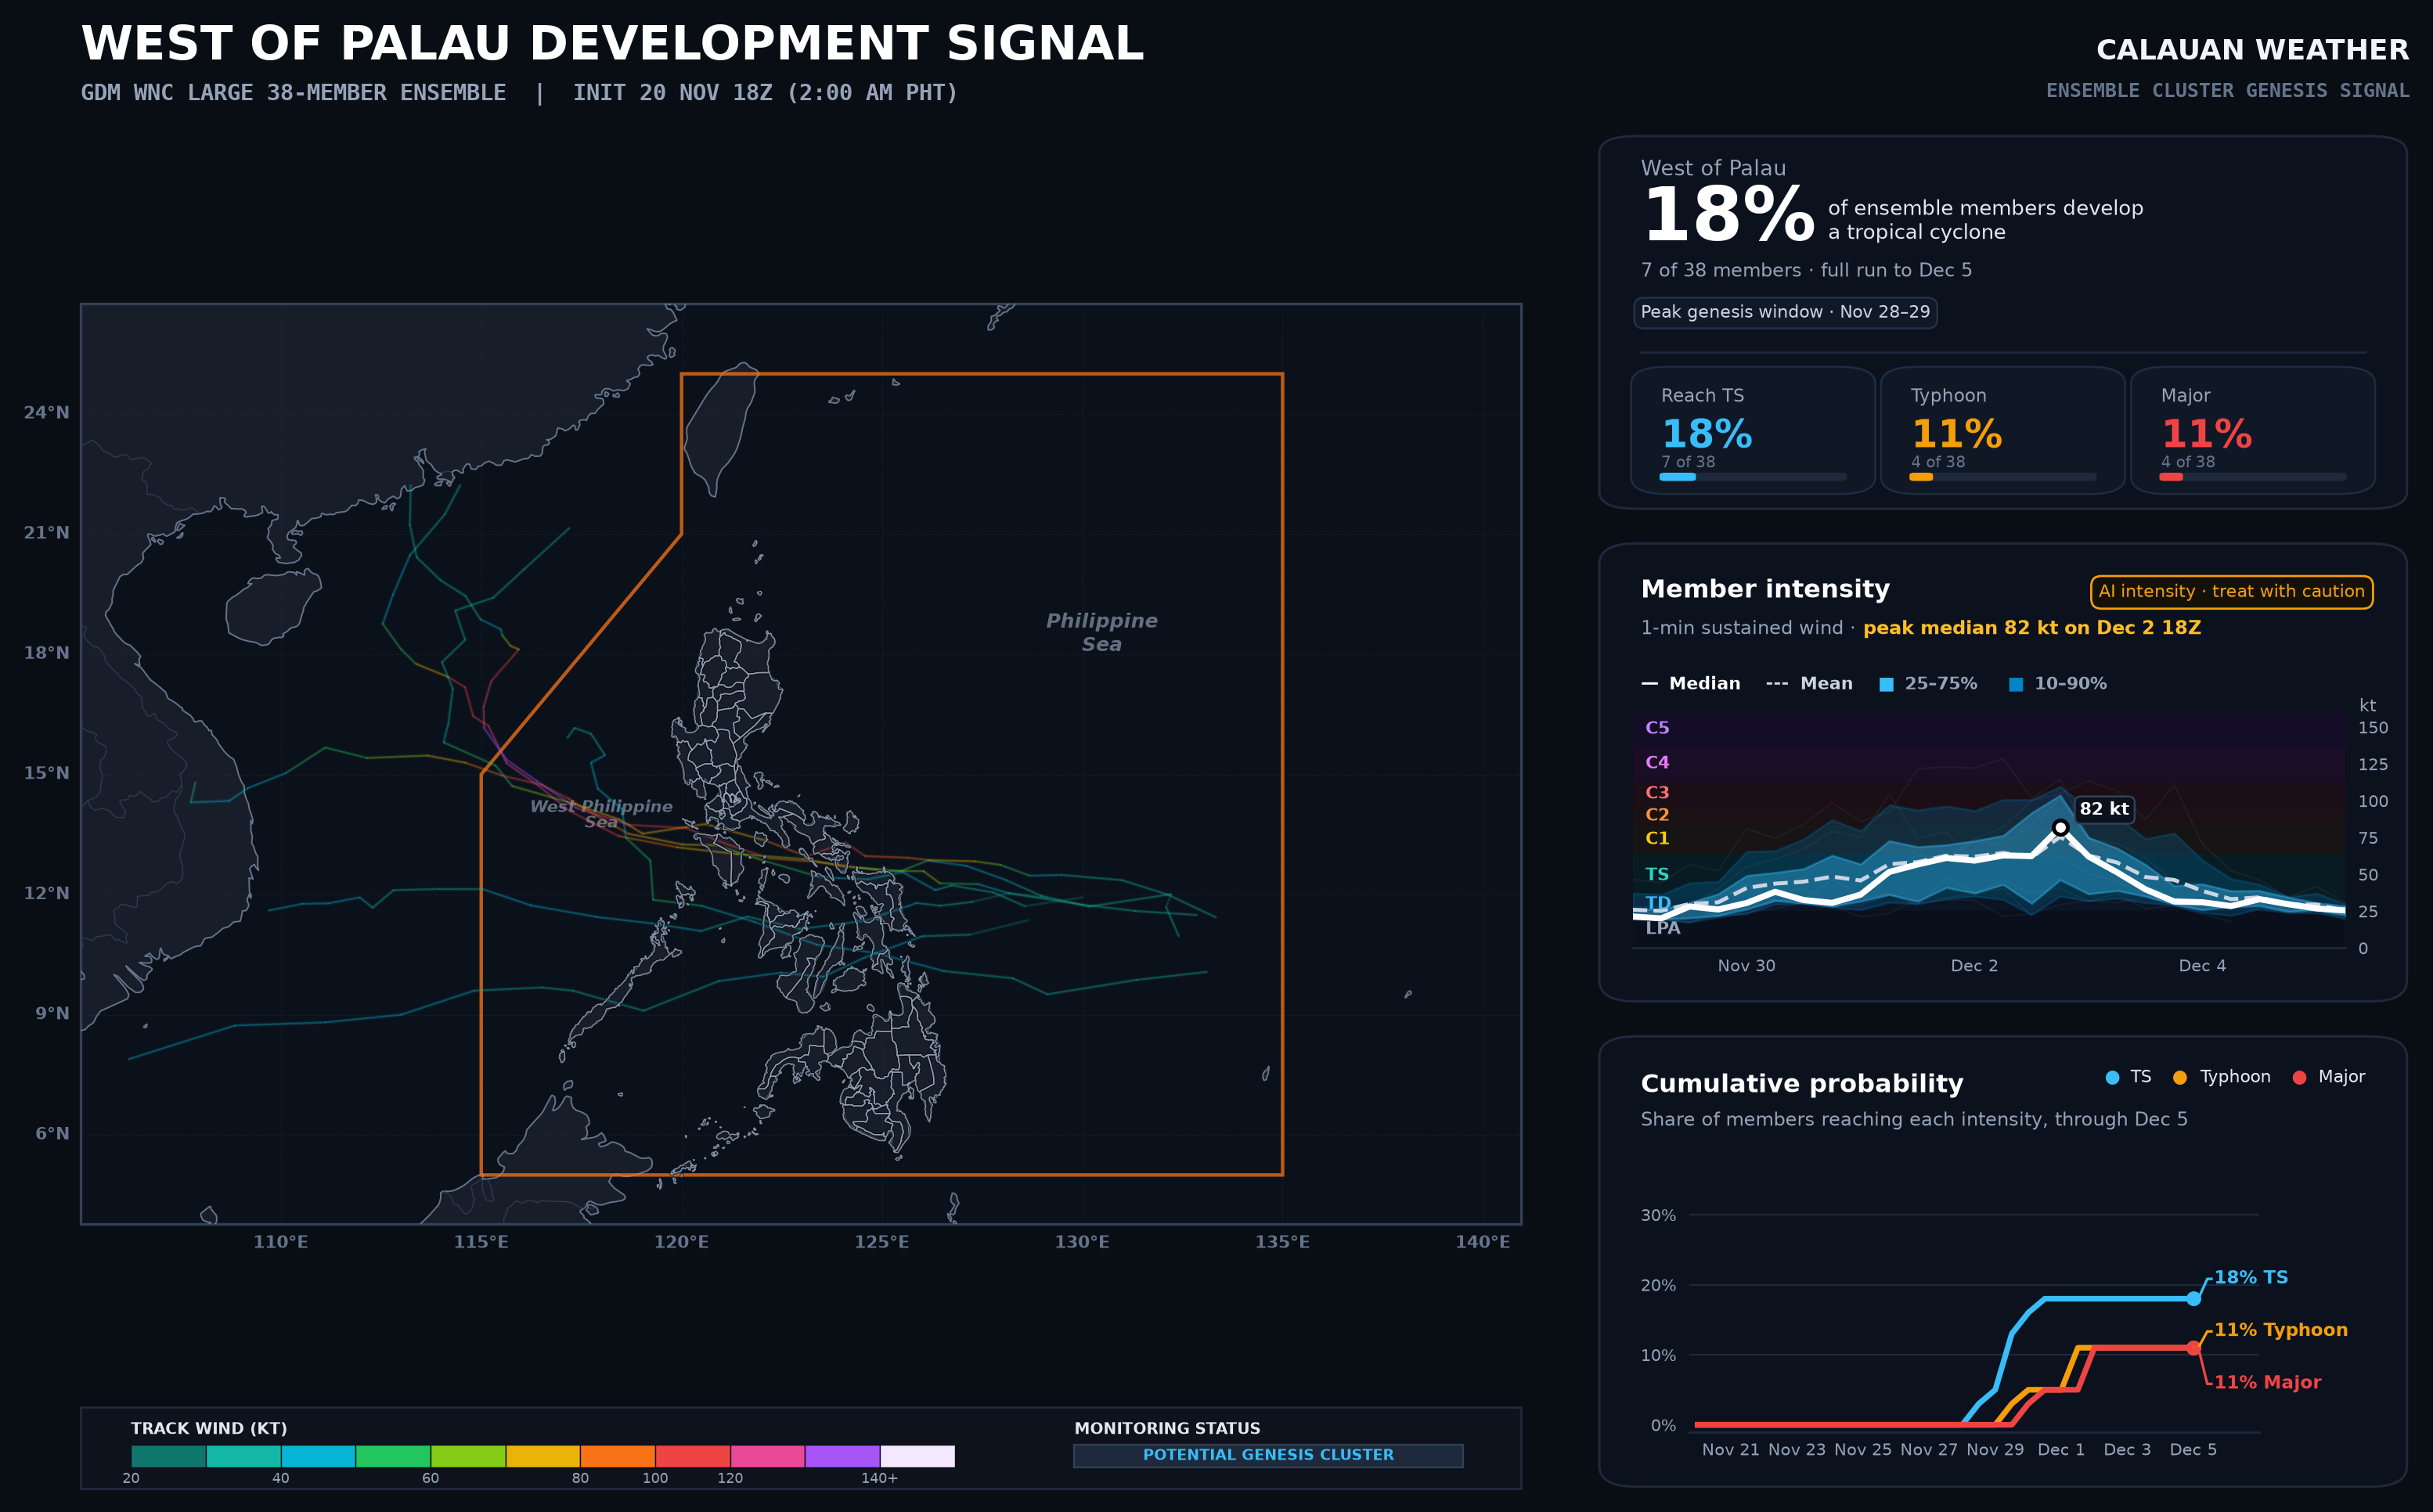 WEST OF PALAU DEVELOPMENT SIGNAL
GDM WNC LARGE 38-MEMBER ENSEMBLE | INIT 20 NOV 18Z (2:00 AM PHT)
CALAUAN WEATHER
ENSEMBLE CLUSTER GENESIS SIGNAL
24°N
21°N
18°N
15°N
12°N
9°N
6°N
110°E
115°E
120°E
125°E
130°E
135°E
140°E
Philippine
Sea
West Philippine
Sea
TRACK WIND (KT)
20
40
60
80
100
120
140+
MONITORING STATUS
POTENTIAL GENESIS CLUSTER
West of Palau
18%
of ensemble members develop
a tropical cyclone
7 of 38 members · full run to Dec 5
Peak genesis window · Nov 28–29
Reach TS
18%
7 of 38
Typhoon
11%
4 of 38
Major
11%
4 of 38
Member intensity
AI intensity · treat with caution
1-min sustained wind · peak median 82 kt on Dec 2 18Z
Median
Mean
25–75%
10–90%
kt
C5
C4
C3
C2
C1
TS
TD
LPA
82 kt
150
125
100
75
50
25
0
Nov 30
Dec 2
Dec 4
Cumulative probability
TS
Typhoon
Major
Share of members reaching each intensity, through Dec 5
30%
20%
10%
0%
18% TS
11% Typhoon
11% Major
Nov 21
Nov 23
Nov 25
Nov 27
Nov 29
Dec 1
Dec 3
Dec 5